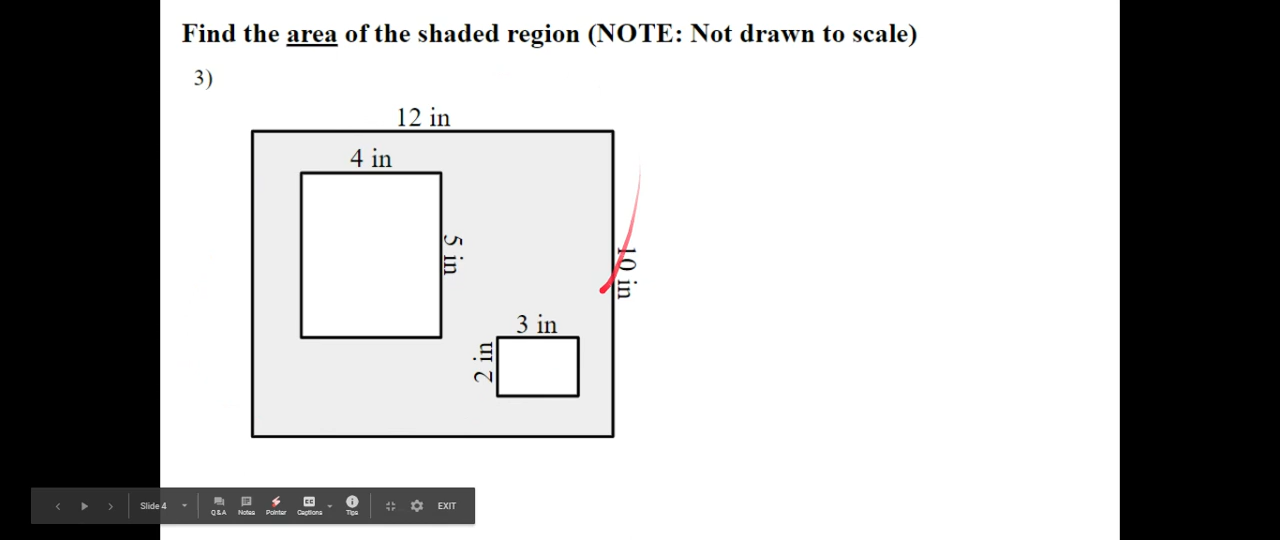 Find the area of the shaded region (NOTE: Not drawn to scale)
3)
12 in
4 in
5 in
10 in
3 in
2 in
Slide 4
Q&A Notes Pointer Captions Tips
EXIT